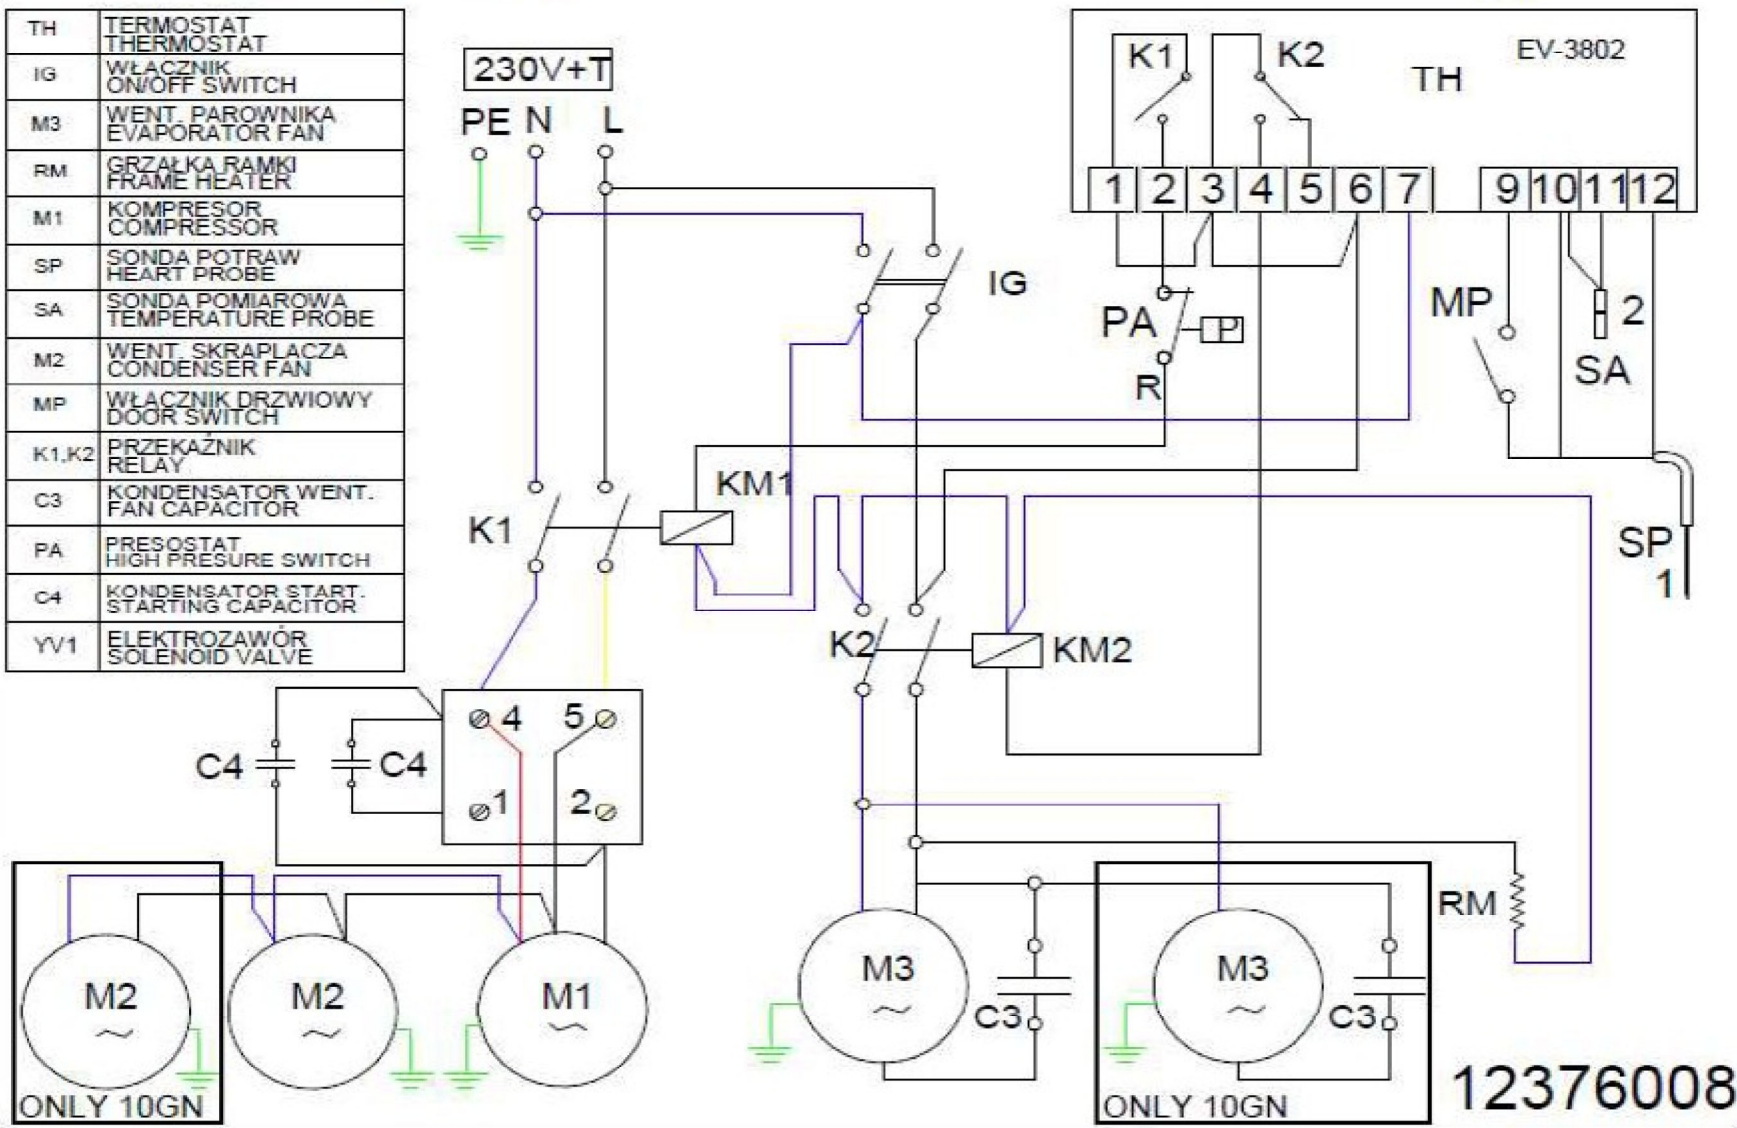 TH
TERMOSTAT
THERMOSTAT
IG
WŁĄCZNIK
ON/OFF SWITCH
M3
WENT. PAROWNIKA
EVAPORATOR FAN
RM
GRZAŁKA RAMKI
FRAME HEATER
M1
KOMPRESOR
COMPRESSOR
SP
SONDA POTRAW
HEART PROBE
SA
SONDA POMIAROWA
TEMPERATURE PROBE
M2
WENT. SKRAPLACZA
CONDENSER FAN
MP
WŁĄCZNIK DRZWIOWY
DOOR SWITCH
K1,K2
PRZEKAŹNIK
RELAY
C3
KONDENSATOR WENT.
FAN CAPACITOR
PA
PRESOSTAT
HIGH PRESURE SWITCH
C4
KONDENSATOR START.
STARTING CAPACITOR
YV1
ELEKTROZAWÓR
SOLENOID VALVE
230V+T
PE N L
K1 K2 TH EV-3802
1 2 3 4 5 6 7 9 10 11 12
IG
PA P
R
MP
2
SA
SP
1
KM1
K1
K2
KM2
4 5
1 2
C4
C4
M2
M2
M1
ONLY 10GN
M3
C3
M3
C3
RM
ONLY 10GN
12376008